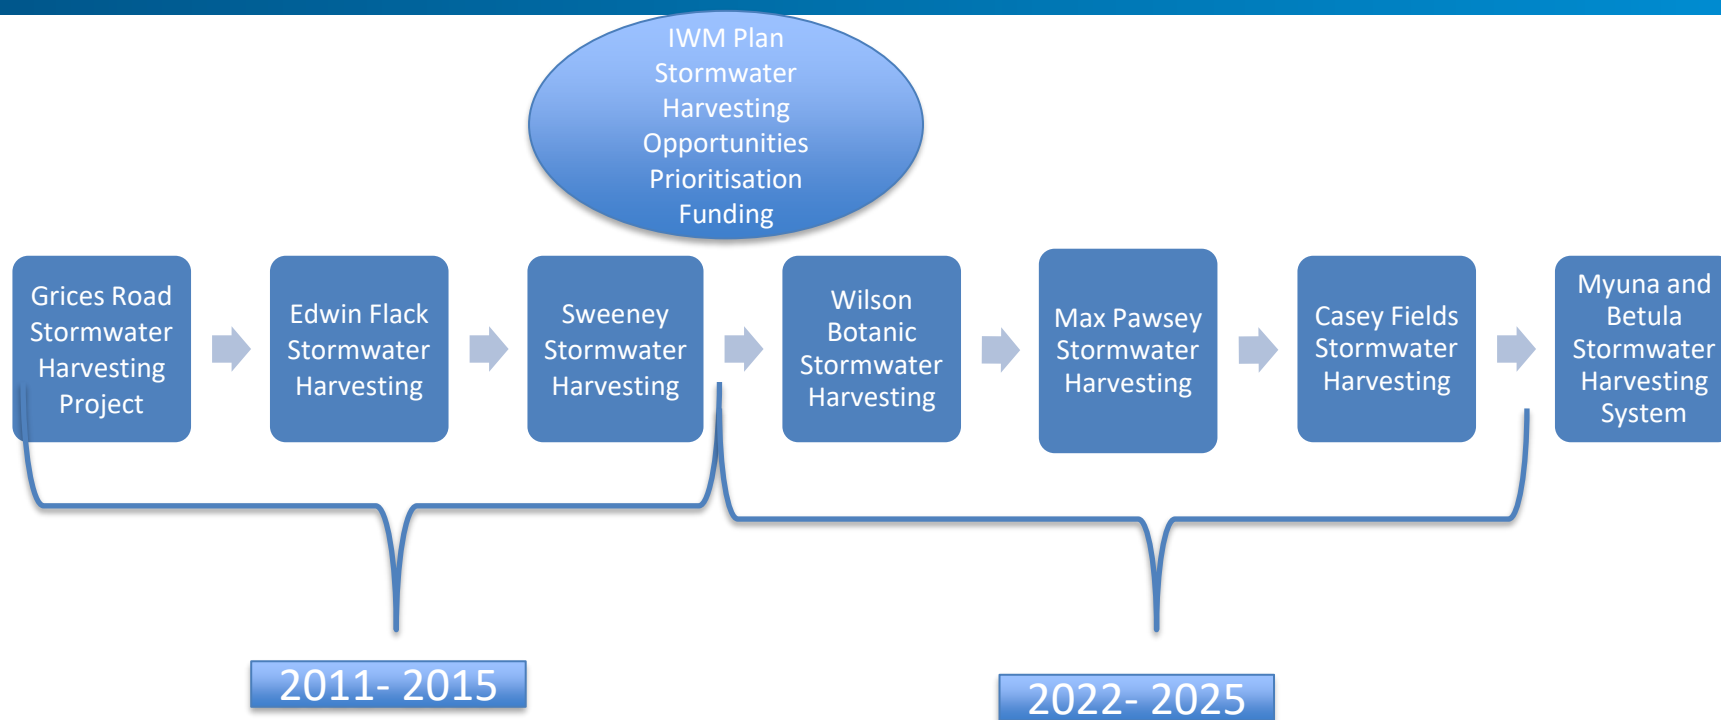 IWM Plan
Stormwater
Harvesting
Opportunities
Prioritisation
Funding
Grices Road
Stormwater
Harvesting
Project
Edwin Flack
Stormwater
Harvesting
Sweeney
Stormwater
Harvesting
Wilson
Botanic
Stormwater
Harvesting
Max Pawsey
Stormwater
Harvesting
Casey Fields
Stormwater
Harvesting
Myuna and
Betula
Stormwater
Harvesting
System
2011- 2015
2022- 2025